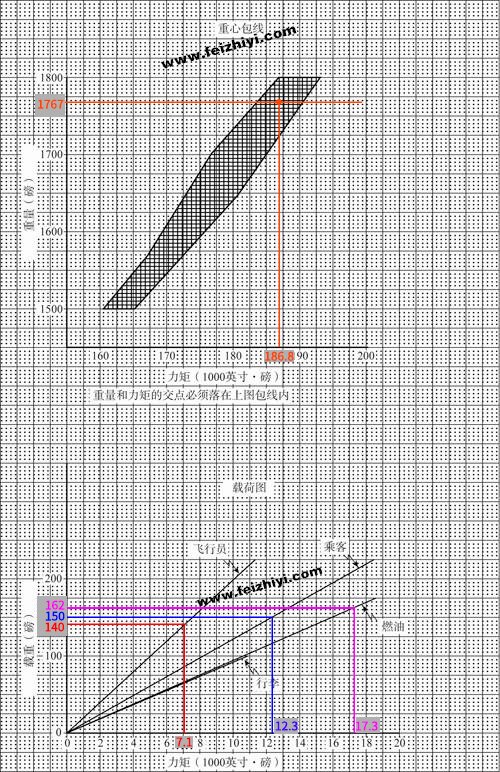 重心包线
www.feizhiyi.com
1800
1767
1700
1600
1500
重量（磅）
160 170 180 186.8 90 200
力矩（1000英寸·磅）
重量和力矩的交点必须落在上图包线内
载荷图
飞行员 乘客
www.feizhiyi.com
200
162
150
140
100
0
载重（磅）
燃油
行李
12.3 17.3
0 2 4 7.1 8 10 12 14 16 18 20
力矩（1000英寸·磅）